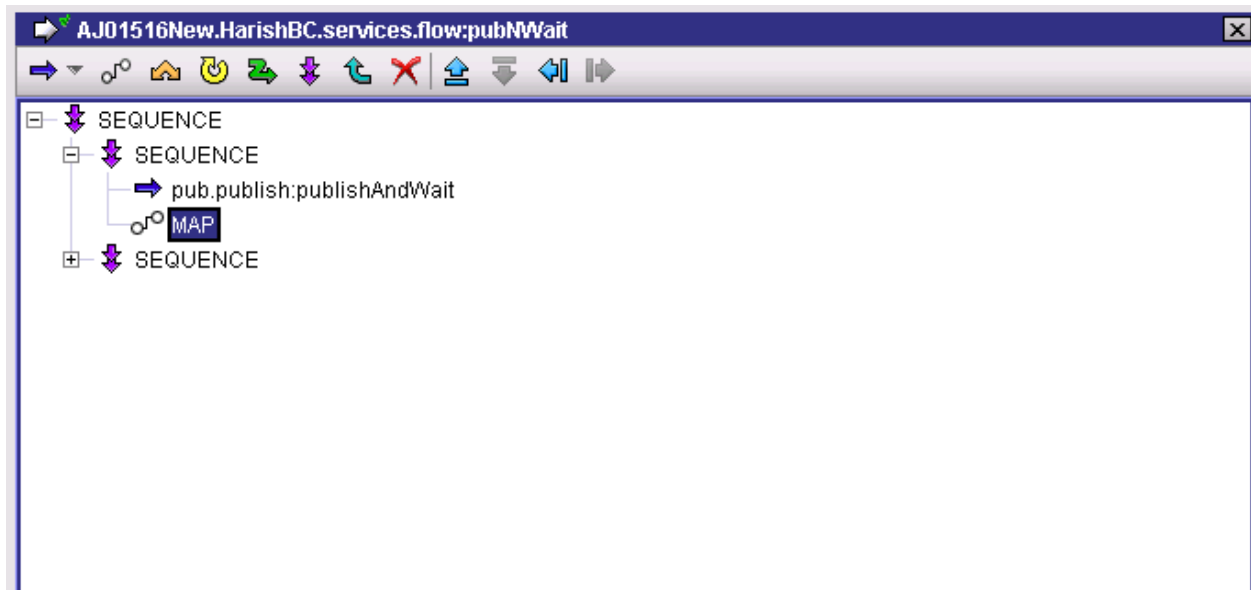 AJ01516New.HarishBC.services.flow:pubNWait
SEQUENCE
SEQUENCE
pub.publish:publishAndWait
MAP
SEQUENCE